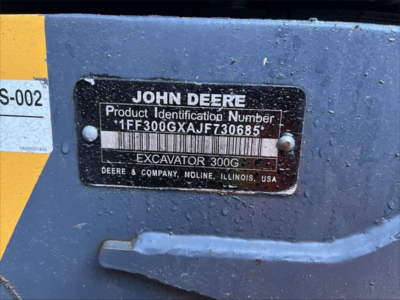 S-002
JOHN DEERE
Product Identification Number
*1FF300GXAJF730685*
EXCAVATOR 300G
DEERE & COMPANY, MOLINE, ILLINOIS, USA